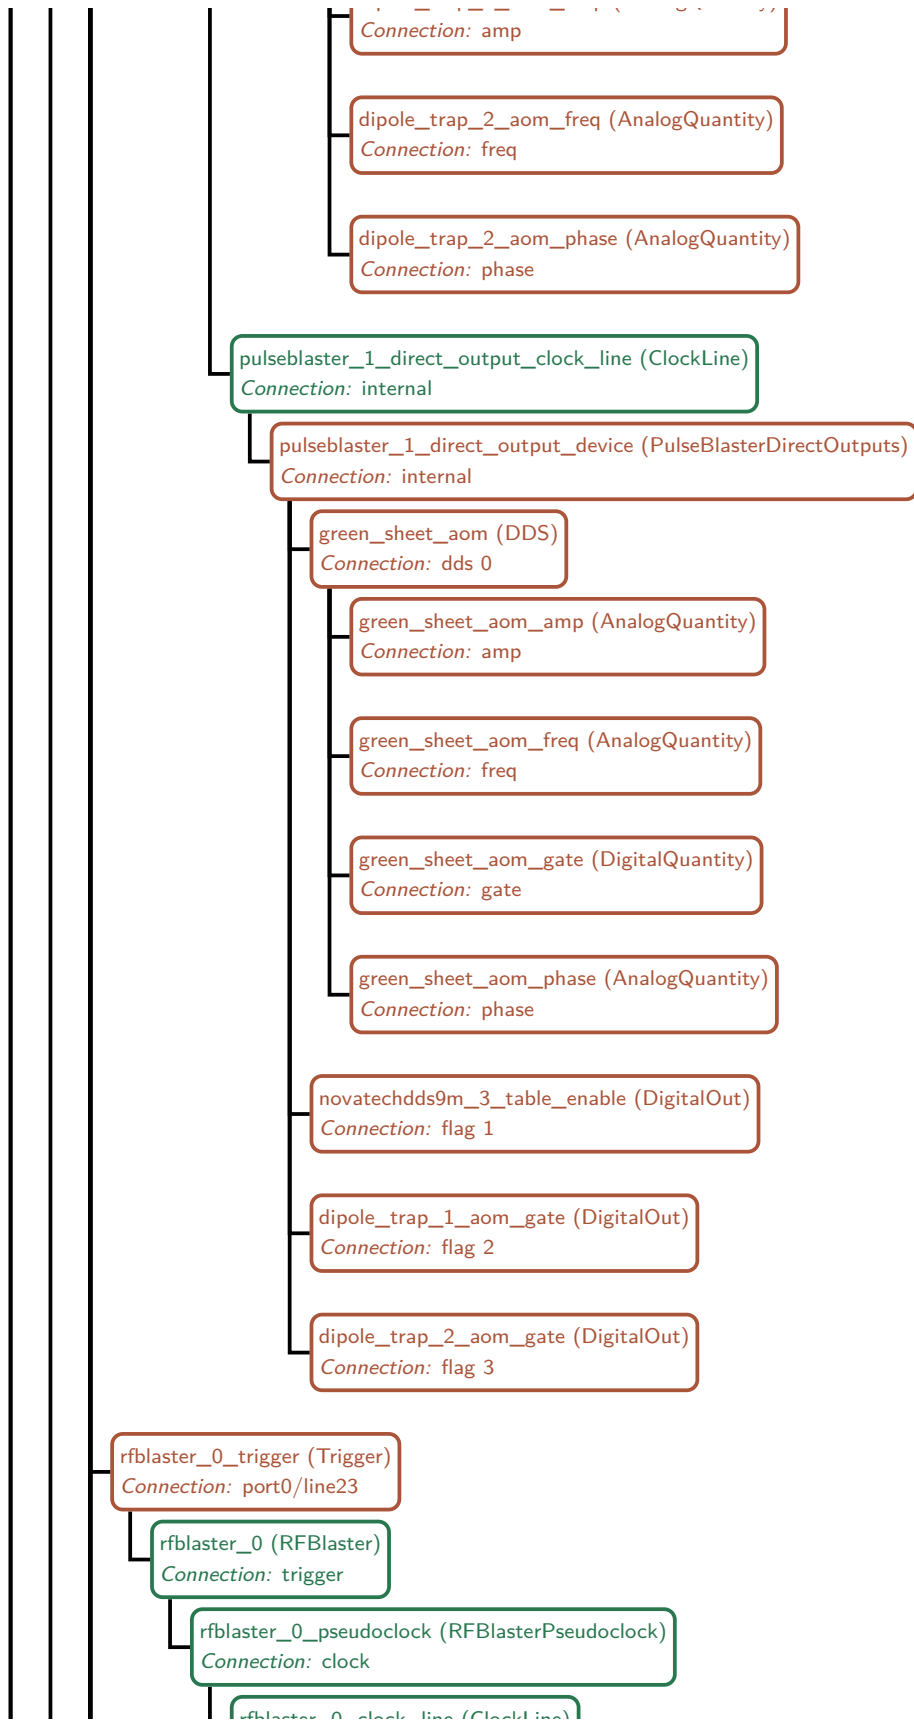 Connection: amp
dipole_trap_2_aom_freq (AnalogQuantity)
Connection: freq
dipole_trap_2_aom_phase (AnalogQuantity)
Connection: phase
pulseblaster_1_direct_output_clock_line (ClockLine)
Connection: internal
pulseblaster_1_direct_output_device (PulseBlasterDirectOutputs)
Connection: internal
green_sheet_aom (DDS)
Connection: dds 0
green_sheet_aom_amp (AnalogQuantity)
Connection: amp
green_sheet_aom_freq (AnalogQuantity)
Connection: freq
green_sheet_aom_gate (DigitalQuantity)
Connection: gate
green_sheet_aom_phase (AnalogQuantity)
Connection: phase
novatechdds9m_3_table_enable (DigitalOut)
Connection: flag 1
dipole_trap_1_aom_gate (DigitalOut)
Connection: flag 2
dipole_trap_2_aom_gate (DigitalOut)
Connection: flag 3
rfblaster_0_trigger (Trigger)
Connection: port0/line23
rfblaster_0 (RFBlaster)
Connection: trigger
rfblaster_0_pseudoclock (RFBlasterPseudoclock)
Connection: clock
rfblaster_0_clock_line (ClockLine)